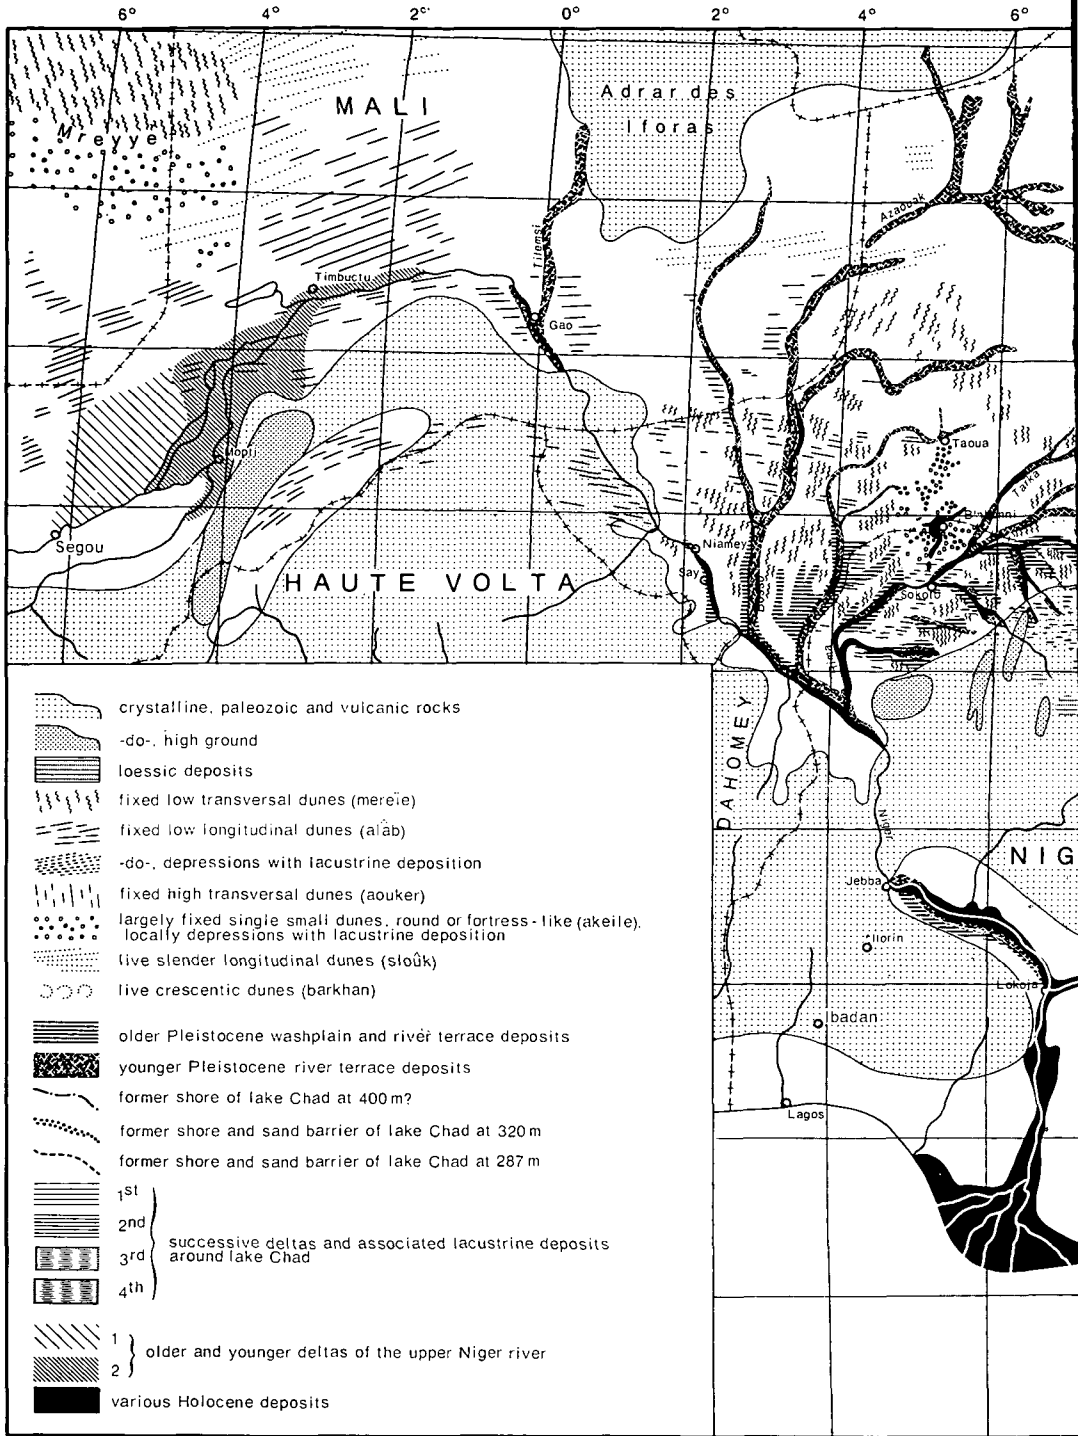 6° 4° 2° 0° 2° 4° 6°
MALI
Adrar des
Iforas
Mreyyé
Azaouak
Tilemsi
Timbuctu
Gao
Mopti
Taoua
Tarka
Segou
Niamey
Say
HAUTE VOLTA
Sokoto
DAHOMEY
Niger
NIG
Jebba
Ilorin
Lokoja
Ibadan
Lagos
crystalline, paleozoic and vulcanic rocks
-do-, high ground
loessic deposits
fixed low transversal dunes (mereïe)
fixed low longitudinal dunes (alâb)
-do-, depressions with lacustrine deposition
fixed high transversal dunes (aouker)
largely fixed single small dunes, round or fortress-like (akeile),
locally depressions with lacustrine deposition
live slender longitudinal dunes (sloûk)
live crescentic dunes (barkhan)
older Pleistocene washplain and river terrace deposits
younger Pleistocene river terrace deposits
former shore of lake Chad at 400 m?
former shore and sand barrier of lake Chad at 320 m
former shore and sand barrier of lake Chad at 287 m
1st
2nd
3rd
4th
successive deltas and associated lacustrine deposits
around lake Chad
1
2
older and younger deltas of the upper Niger river
various Holocene deposits